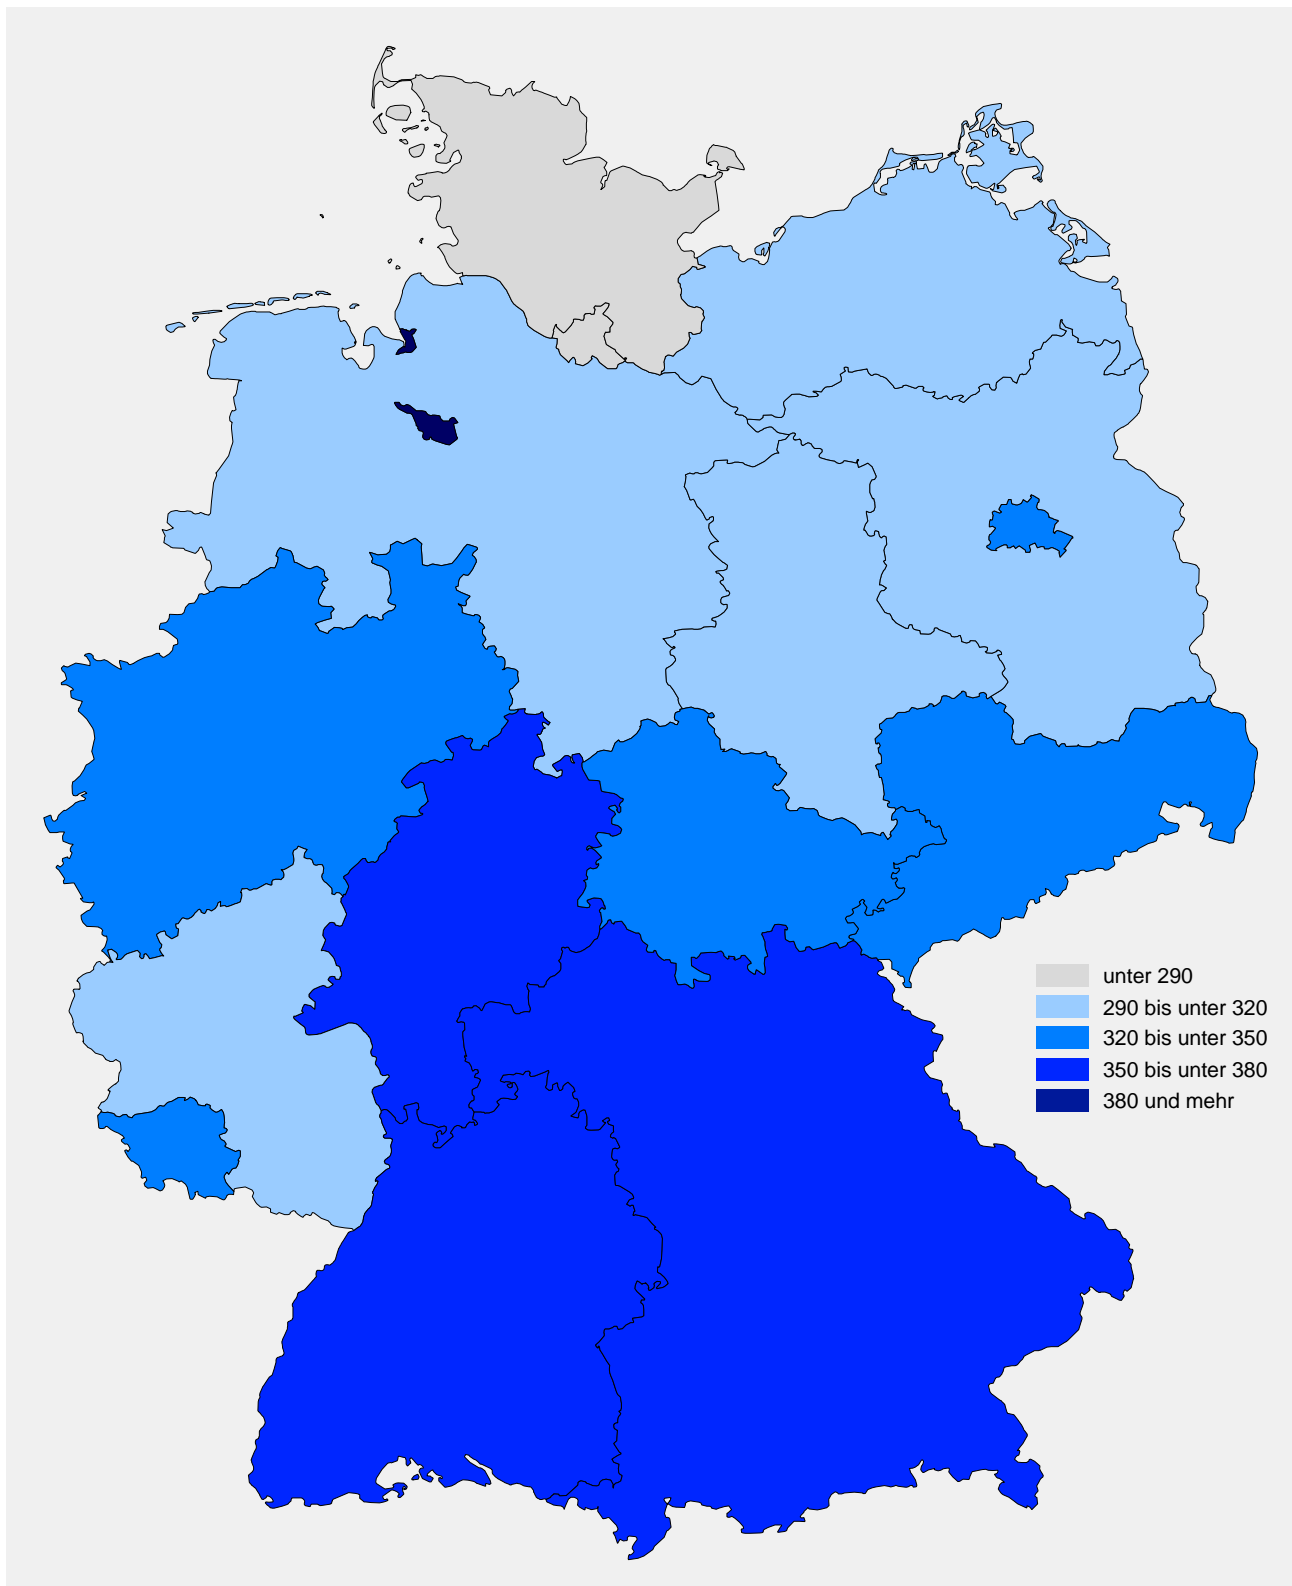 unter 290
290 bis unter 320
320 bis unter 350
350 bis unter 380
380 und mehr